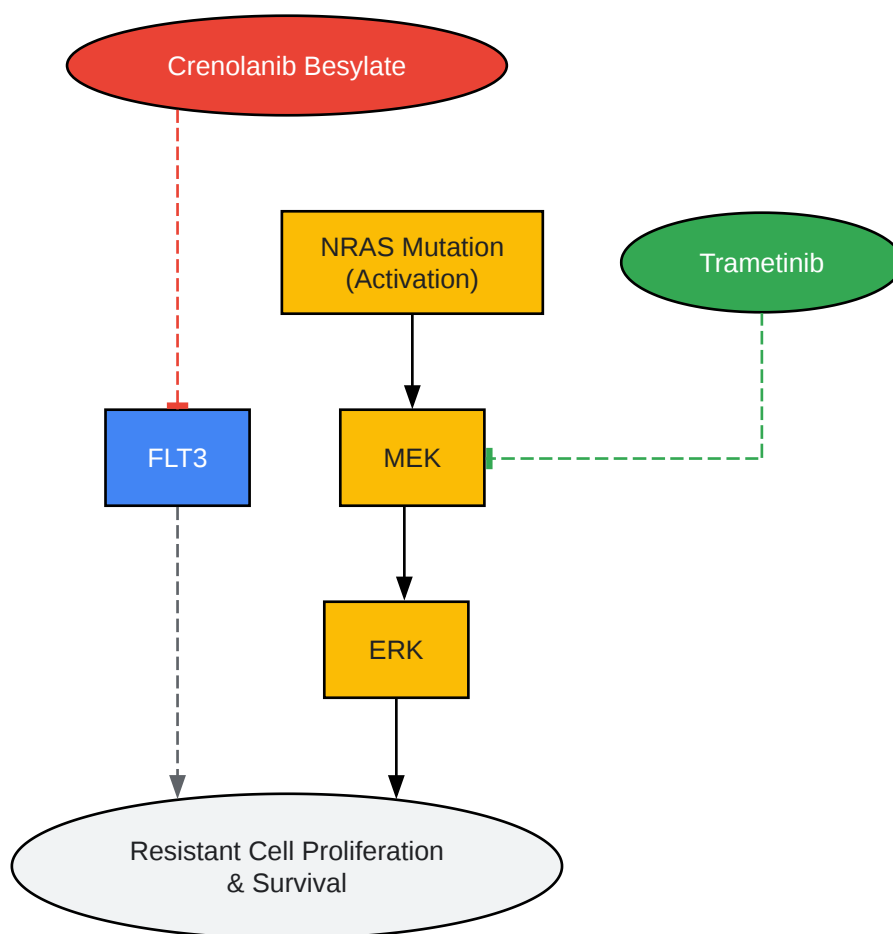 Crenolanib Besylate
NRAS Mutation
(Activation)
Trametinib
FLT3
MEK
ERK
Resistant Cell Proliferation
& Survival